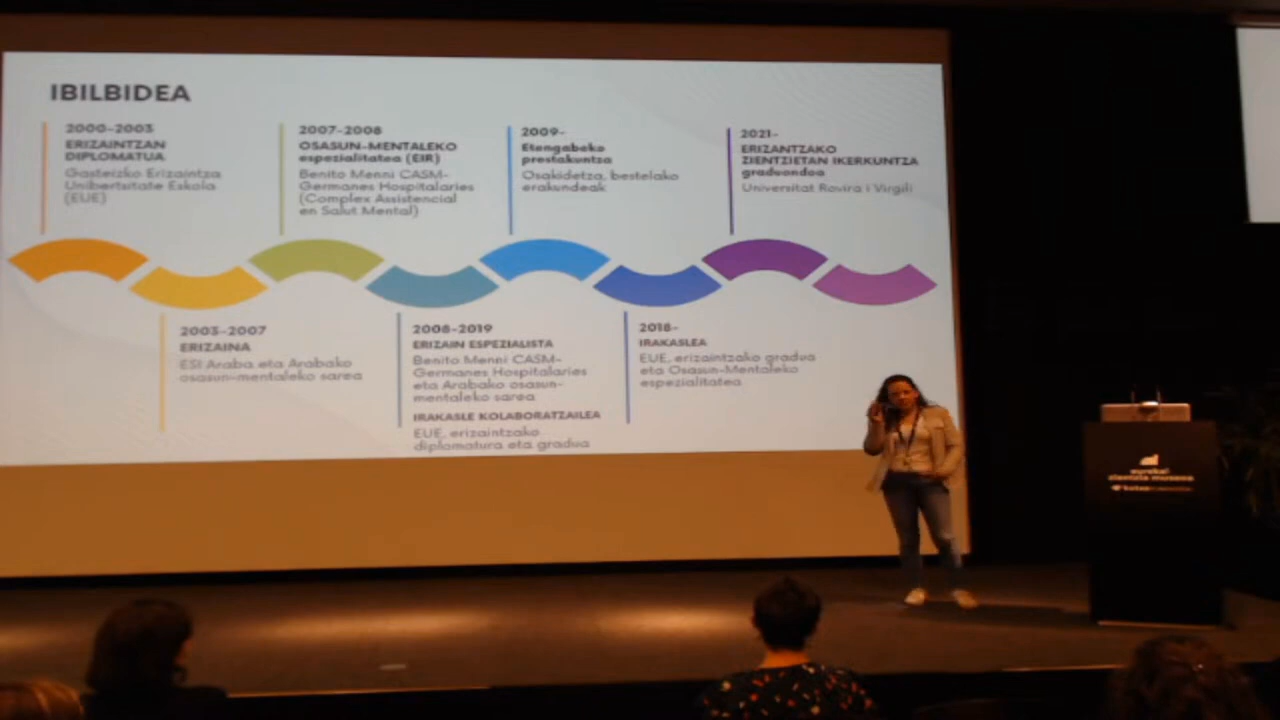 IBILBIDEA
2000-2003
ERIZAINTZAN
DIPLOMATUA
Gasteizko Erizaintza
Unibertsitate Eskola
(EUE)
2007-2008
OSASUN-MENTALEKO
espezialitatea (EIR)
Benito Menni CASM-
Germanes Hospitalaries
(Complex Assistencial
en Salut Mental)
2009-
Etengabeko
prestakuntza
Osakidetza, bestelako
erakundeak
2021-
ERIZANTZAKO
ZIENTZIETAN IKERKUNTZA
graduondoa
Universitat Rovira i Virgili
2003-2007
ERIZAINA
ESI Araba eta Arabako
osasun-mentaleko sarea
2008-2019
ERIZAIN ESPEZIALISTA
Benito Menni CASM-
Germanes Hospitalaries
eta Arabako osasun-
mentaleko sarea
IRAKASLE KOLABORATZAILEA
EUE, erizaintzako
diplomatura eta gradua
2018-
IRAKASLEA
EUE, erizaintzako gradua
eta Osasun-Mentaleko
espezialitatea
eureka!
zientzia museoa